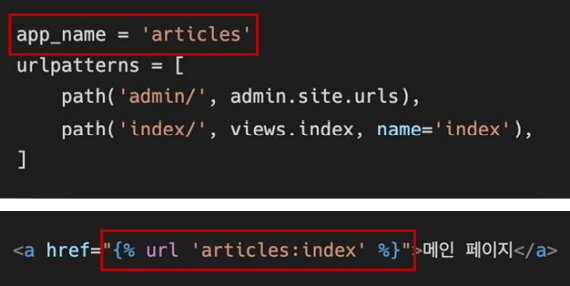 app_name = 'articles'
urlpatterns = [
    path('admin/', admin.site.urls),
    path('index/', views.index, name='index'),
]
<a href="{% url 'articles:index' %}">메인 페이지</a>